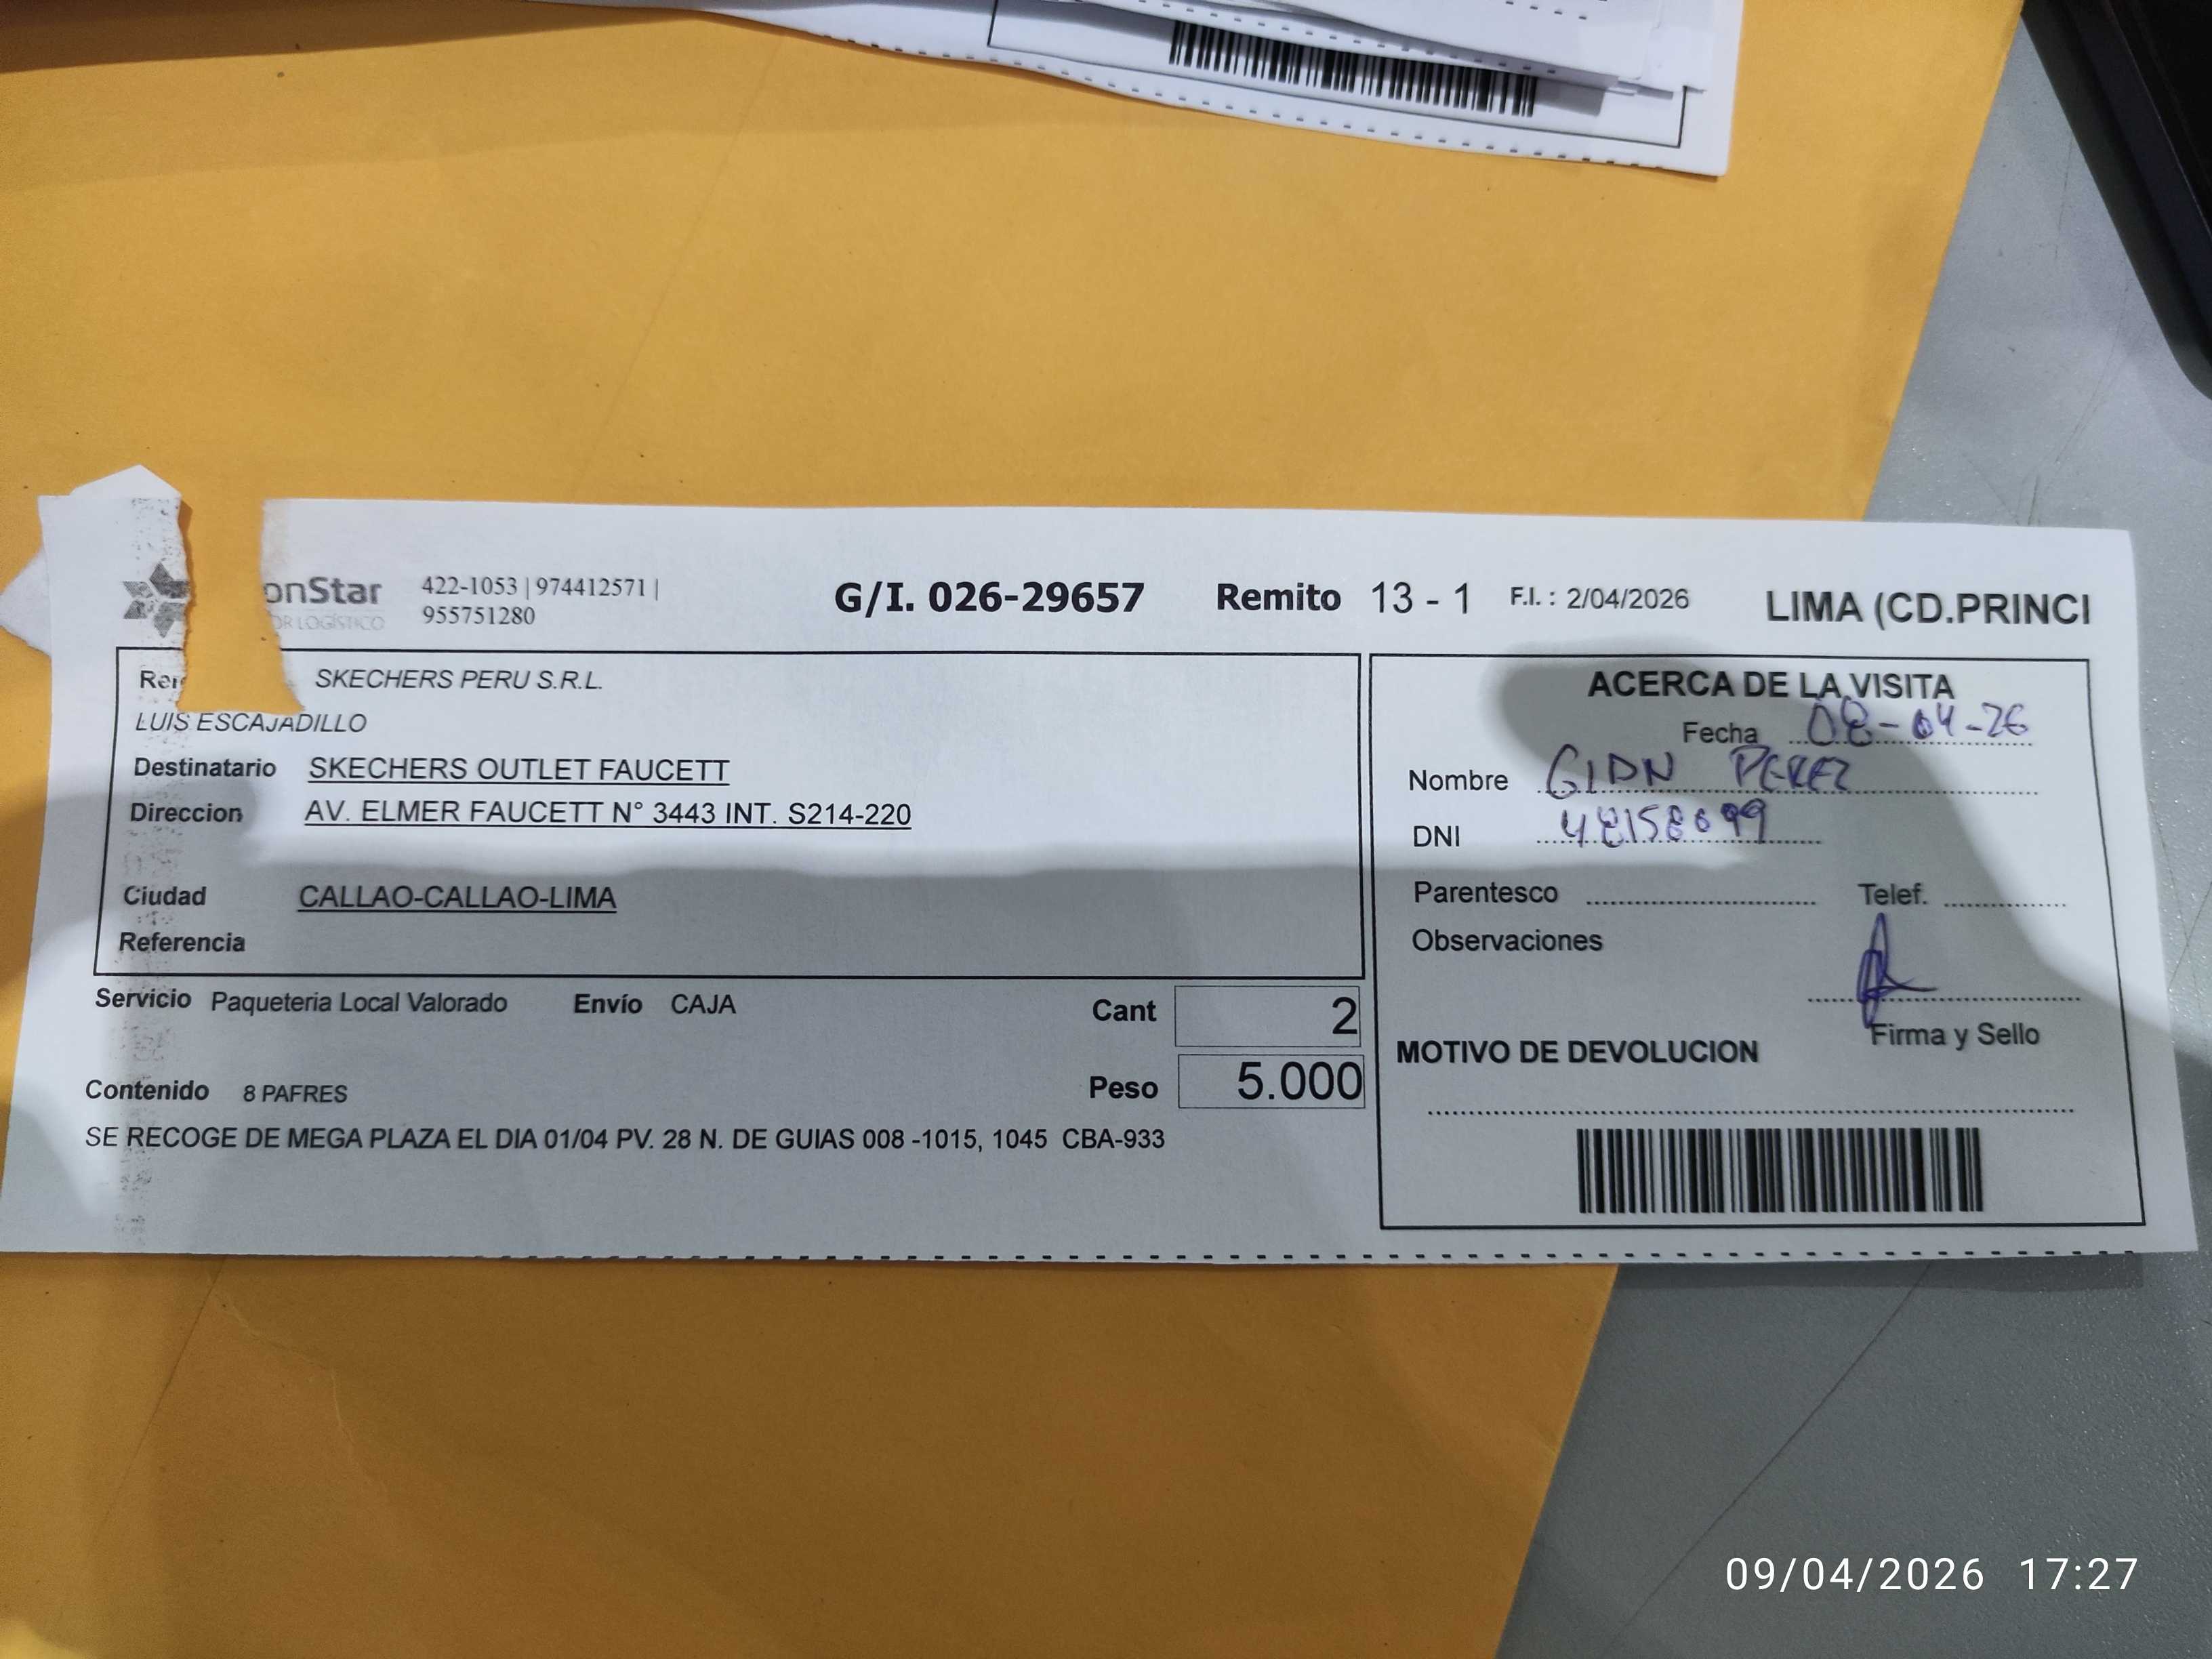 onStar
OR LOGÍSTICO
422-1053 | 974412571 |
955751280
G/I. 026-29657 Remito 13 - 1 F.I. : 2/04/2026 LIMA (CD.PRINCI
SKECHERS PERU S.R.L.
LUIS ESCAJADILLO
Destinatario SKECHERS OUTLET FAUCETT
Direccion AV. ELMER FAUCETT N° 3443 INT. S214-220
Ciudad CALLAO-CALLAO-LIMA
Referencia
Servicio Paqueteria Local Valorado Envío CAJA Cant 2
Contenido 8 PAFRES Peso 5.000
SE RECOGE DE MEGA PLAZA EL DIA 01/04 PV. 28 N. DE GUIAS 008 -1015, 1045 CBA-933
ACERCA DE LA VISITA
Fecha 08-04-26
Nombre PEREZ
DNI
Parentesco Telef.
Observaciones
Firma y Sello
MOTIVO DE DEVOLUCION
09/04/2026 17:27